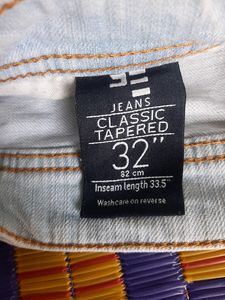 JEANS
CLASSIC
TAPERED
32"
82 cm
Inseam length 33.5"
Washcare on reverse